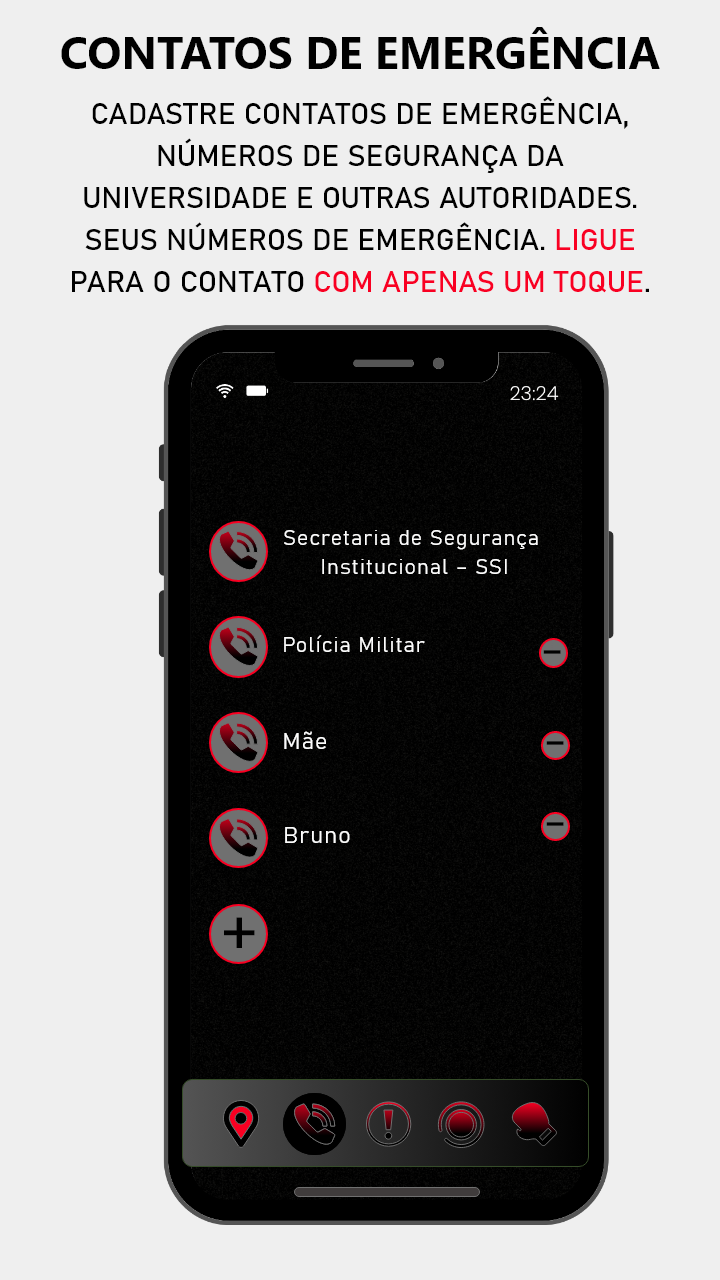 CONTATOS DE EMERGÊNCIA
CADASTRE CONTATOS DE EMERGÊNCIA,
NÚMEROS DE SEGURANÇA DA
UNIVERSIDADE E OUTRAS AUTORIDADES.
SEUS NÚMEROS DE EMERGÊNCIA. LIGUE
PARA O CONTATO COM APENAS UM TOQUE.
23:24
Secretaria de Segurança
Institucional – SSI
Polícia Militar
Mãe
Bruno